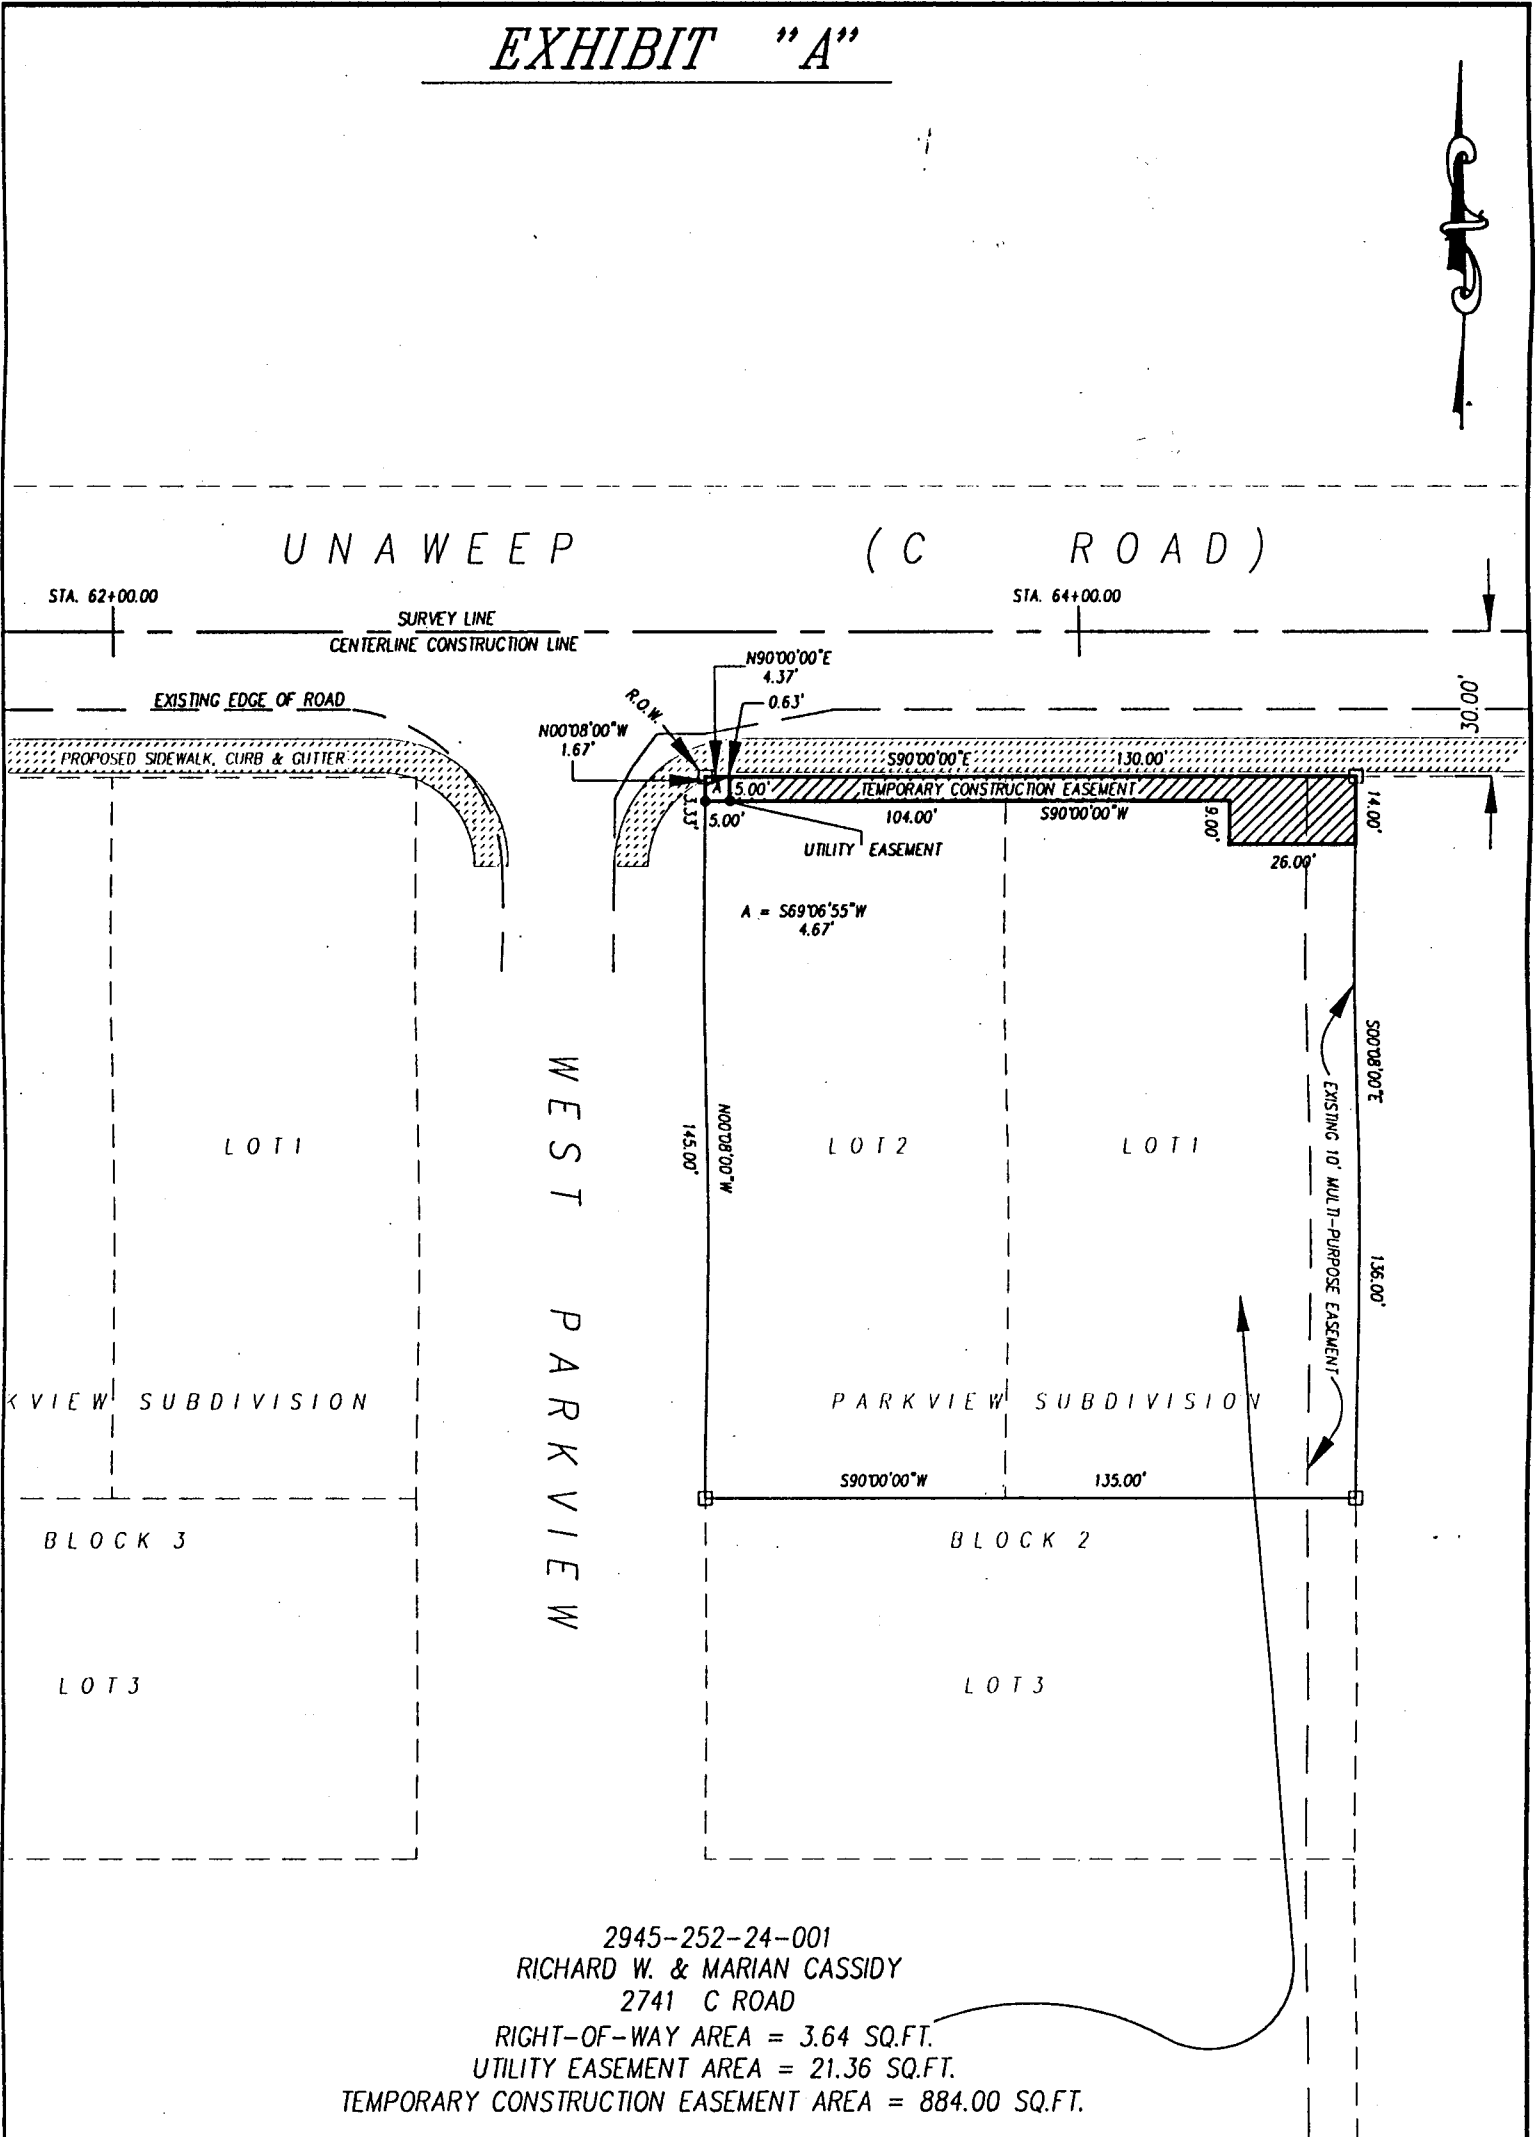 EXHIBIT "A"
UNAWEEP (C ROAD)
STA. 62+00.00
STA. 64+00.00
SURVEY LINE
CENTERLINE CONSTRUCTION LINE
N90°00'00"E
4.37'
0.63'
R.O.W.
EXISTING EDGE OF ROAD
30.00'
N00°08'00"W
1.67'
PROPOSED SIDEWALK, CURB & GUTTER
S90°00'00"E 130.00'
A
5.00'
TEMPORARY CONSTRUCTION EASEMENT
14.00'
3.33'
5.00'
104.00'
S90°00'00"W
9.00'
UTILITY EASEMENT
26.00'
A = S69°06'55"W
4.67'
S00°08'00"E
EXISTING 10' MULTI-PURPOSE EASEMENT
136.00'
WEST PARKVIEW
N00°08'00"W
145.00'
LOT 1
LOT 2
LOT 1
KVIEW SUBDIVISION
PARKVIEW SUBDIVISION
S90°00'00"W 135.00'
BLOCK 3
BLOCK 2
LOT 3
LOT 3
2945-252-24-001
RICHARD W. & MARIAN CASSIDY
2741 C ROAD
RIGHT-OF-WAY AREA = 3.64 SQ.FT.
UTILITY EASEMENT AREA = 21.36 SQ.FT.
TEMPORARY CONSTRUCTION EASEMENT AREA = 884.00 SQ.FT.